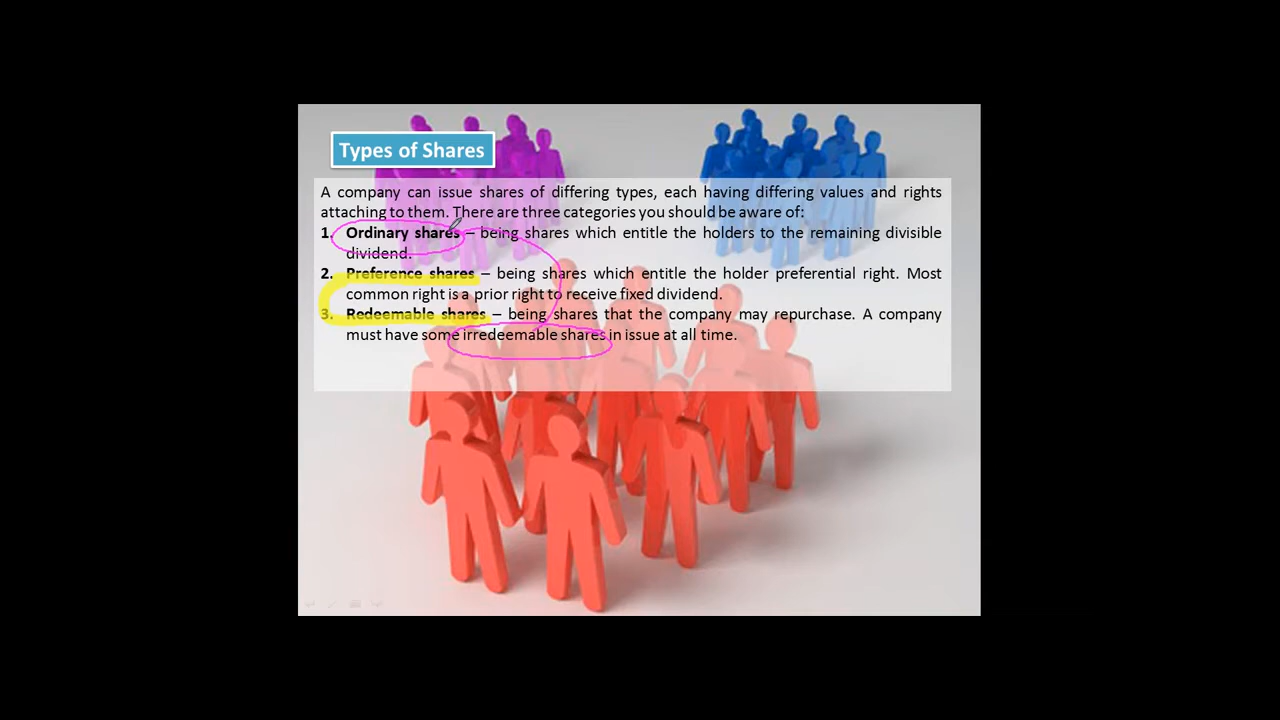 Types of Shares
A company can issue shares of differing types, each having differing values and rights
attaching to them. There are three categories you should be aware of:
1. Ordinary shares – being shares which entitle the holders to the remaining divisible
dividend.
2. Preference shares – being shares which entitle the holder preferential right. Most
common right is a prior right to receive fixed dividend.
3. Redeemable shares – being shares that the company may repurchase. A company
must have some irredeemable shares in issue at all time.